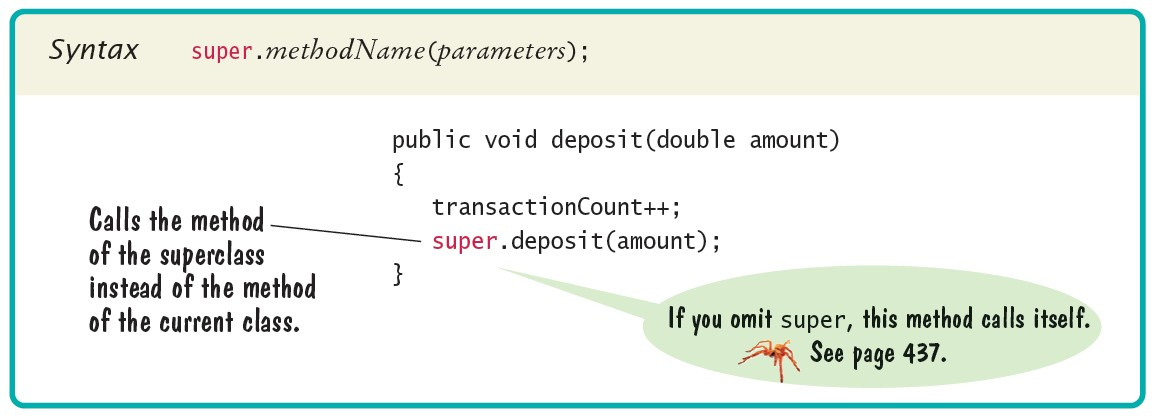 Syntax super.methodName(parameters);
public void deposit(double amount)
{
transactionCount++;
super.deposit(amount);
}
Calls the method
of the superclass
instead of the method
of the current class.
If you omit super, this method calls itself.
See page 437.